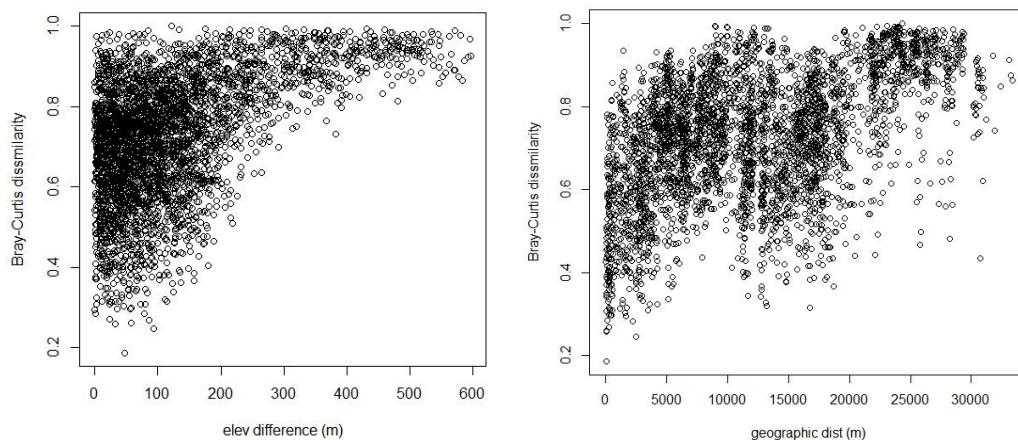 Bray-Curtis dissmilarity
1.0
0.8
0.6
0.4
0.2
0 100 200 300 400 500 600
elev difference (m)
Bray-Curtis dissmilarity
1.0
0.8
0.6
0.4
0.2
0 5000 10000 15000 20000 25000 30000
geographic dist (m)